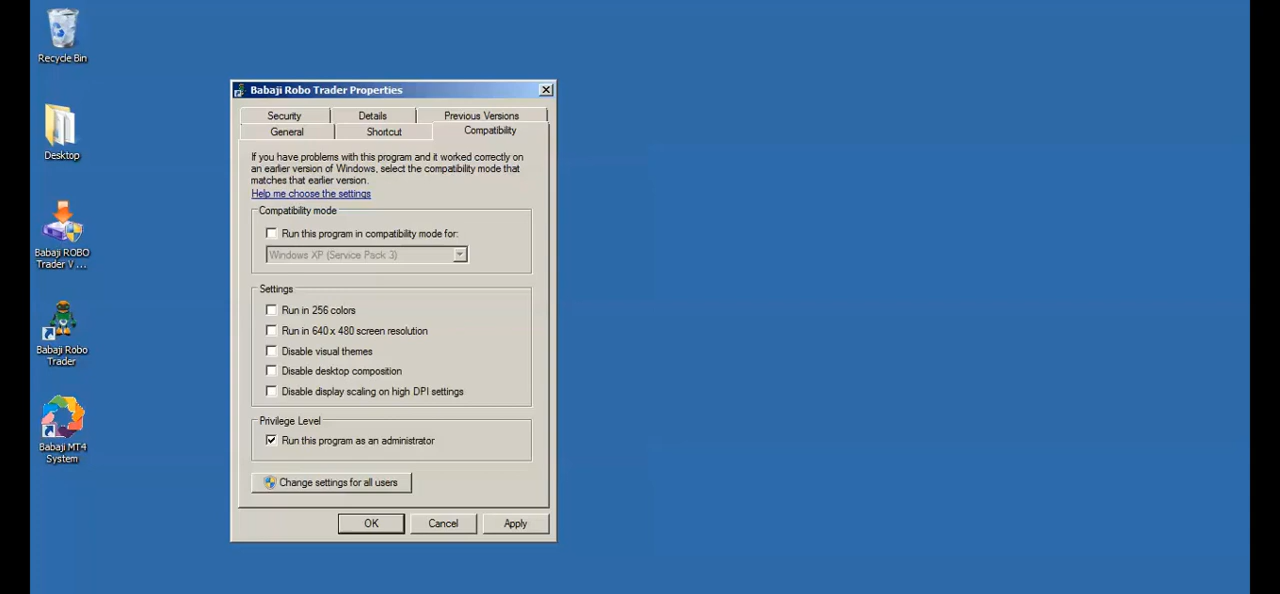 Recycle Bin
Desktop
Babaji ROBO
Trader V ...
Babaji Robo
Trader
Babaji MT4
System
Babaji Robo Trader Properties
Security
Details
Previous Versions
General
Shortcut
Compatibility
If you have problems with this program and it worked correctly on
an earlier version of Windows, select the compatibility mode that
matches that earlier version.
Help me choose the settings
Compatibility mode
Run this program in compatibility mode for:
Windows XP (Service Pack 3)
Settings
Run in 256 colors
Run in 640 x 480 screen resolution
Disable visual themes
Disable desktop composition
Disable display scaling on high DPI settings
Privilege Level
Run this program as an administrator
Change settings for all users
OK
Cancel
Apply